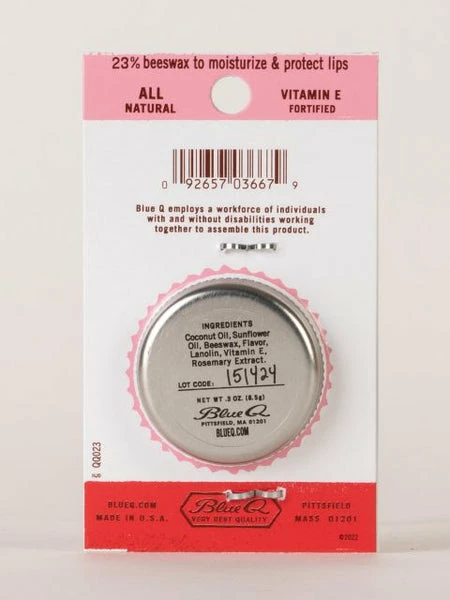 23% beeswax to moisturize & protect lips
ALL
NATURAL
VITAMIN E
FORTIFIED
0 92657 03667 9
Blue Q employs a workforce of individuals
with and without disabilities working
together to assemble this product.
INGREDIENTS
Coconut Oil, Sunflower
Oil, Beeswax, Flavor,
Lanolin, Vitamin E,
Rosemary Extract.
LOT CODE: 151424
NET WT .3 OZ. (8.5g)
Blue Q
PITTSFIELD, MA 01201
BLUEQ.COM
QQ023
BLUEQ.COM
MADE IN U.S.A.
Blue Q
VERY BEST QUALITY
PITTSFIELD
MASS 01201
©2022